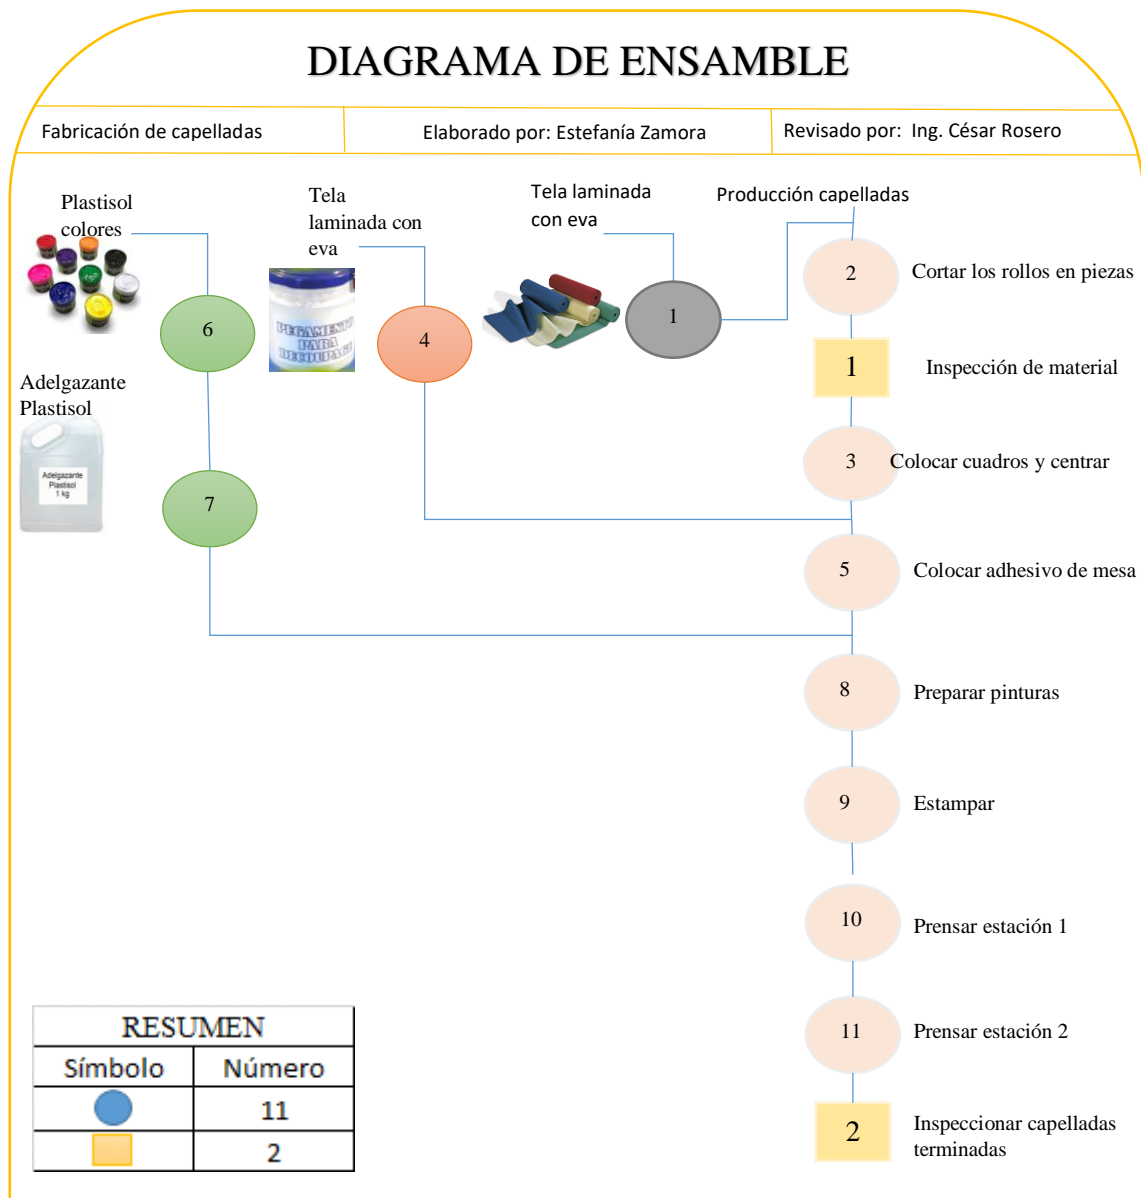 DIAGRAMA DE ENSAMBLE
Fabricación de capelladas
Elaborado por: Estefanía Zamora
Revisado por: Ing. César Rosero
Plastisol
colores
Tela
laminada con
eva
Tela laminada
con eva
Producción capelladas
PEGAMENTO
PARA
DECOUPAGE
6
4
1
2
Cortar los rollos en piezas
1
Inspección de material
Adelgazante
Plastisol
Adelgazante
Plastisol
1 kg
7
3
Colocar cuadros y centrar
5
Colocar adhesivo de mesa
8
Preparar pinturas
9
Estampar
10
Prensar estación 1
11
Prensar estación 2
2
Inspeccionar capelladas
terminadas
RESUMEN
Símbolo
Número
11
2